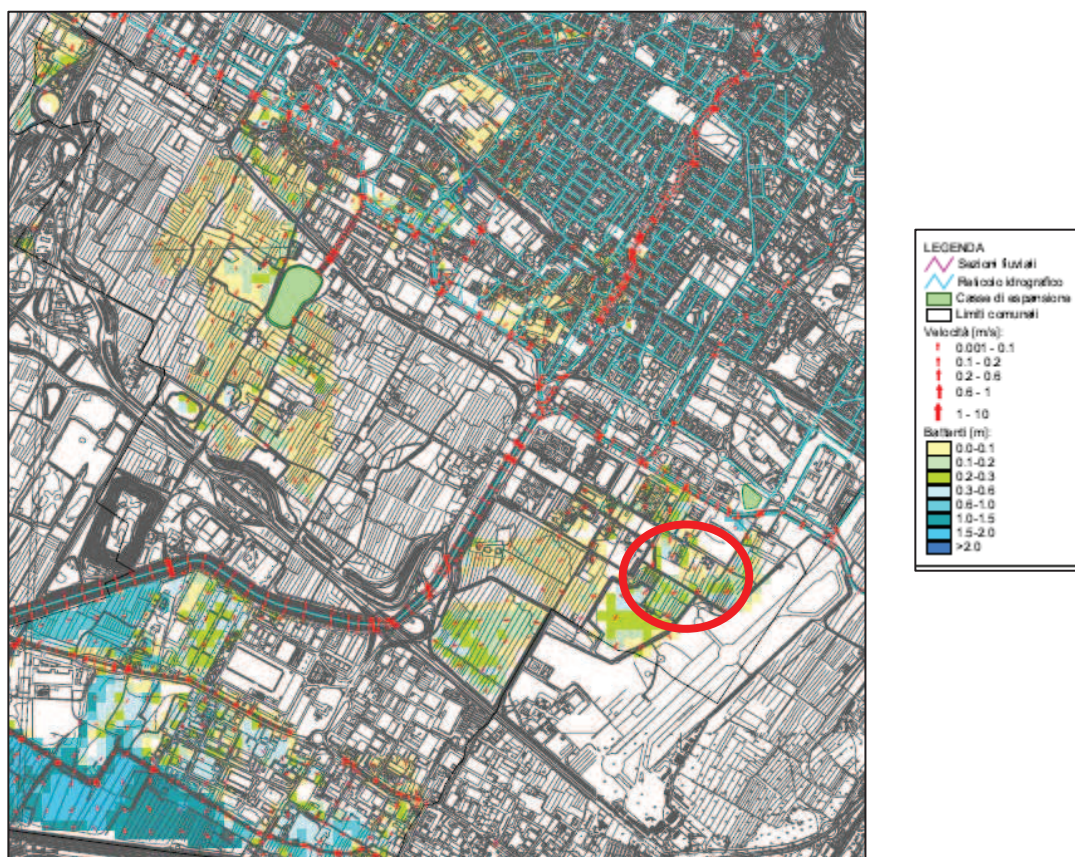 LEGENDA
Sezioni fluviali
Reticolo idrografico
Casse di espansione
Limiti comunali
Velocità [m/s]:
0.001 - 0.1
0.1 - 0.2
0.2 - 0.6
0.6 - 1
1 - 10
Battenti [m]:
0.0-0.1
0.1-0.2
0.2-0.3
0.3-0.6
0.6-1.0
1.0-1.5
1.5-2.0
>2.0